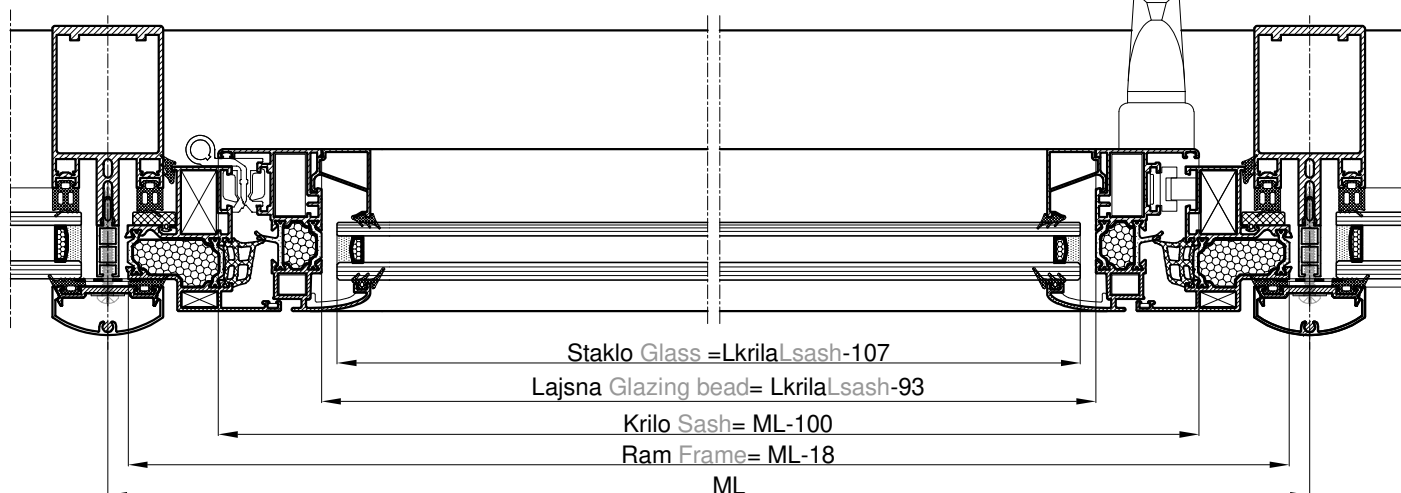 Staklo Glass =LkrilaLsash-107
Lajsna Glazing bead= LkrilaLsash-93
Krilo Sash= ML-100
Ram Frame= ML-18
ML